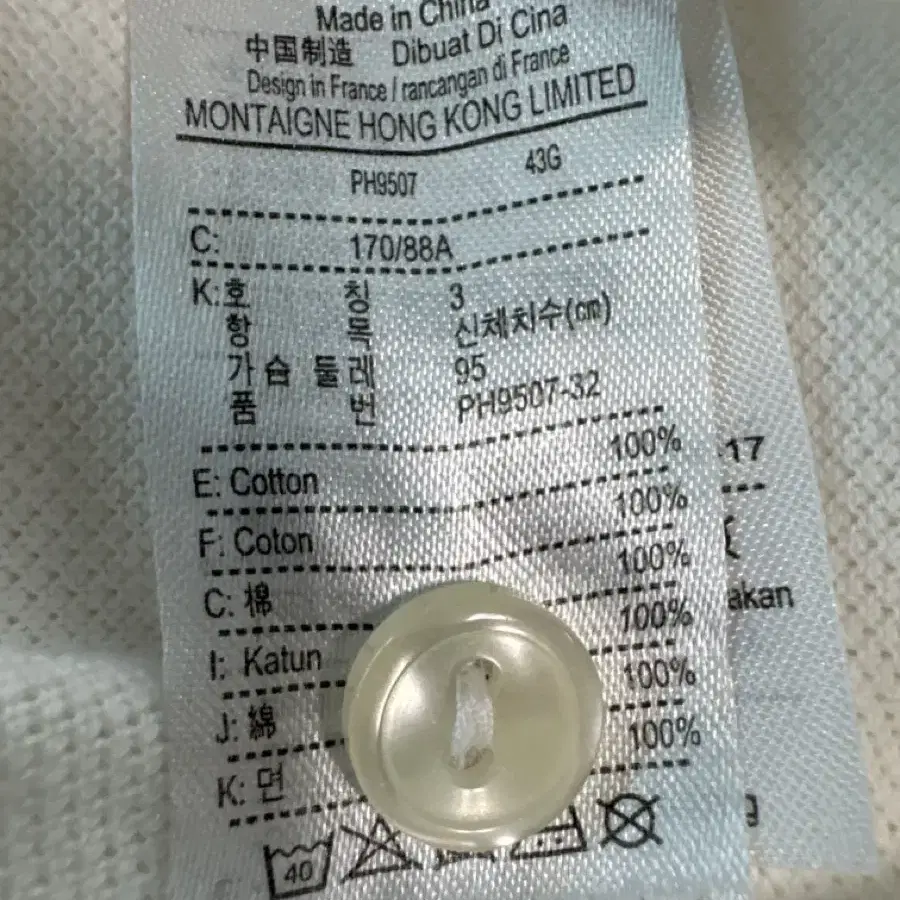 Made in China
中国制造 Dibuat Di Cina
Design in France / rancangan di France
MONTAIGNE HONG KONG LIMITED
PH9507 43G
C: 170/88A
K:호 칭 3
항 목 신체치수(cm)
가슴 둘레 95
품 번 PH9507-32
E: Cotton 100%
F: Coton 100%
C: 棉 100%
I: Katun 100%
J: 綿 100%
K: 면 100%
40
17
akan